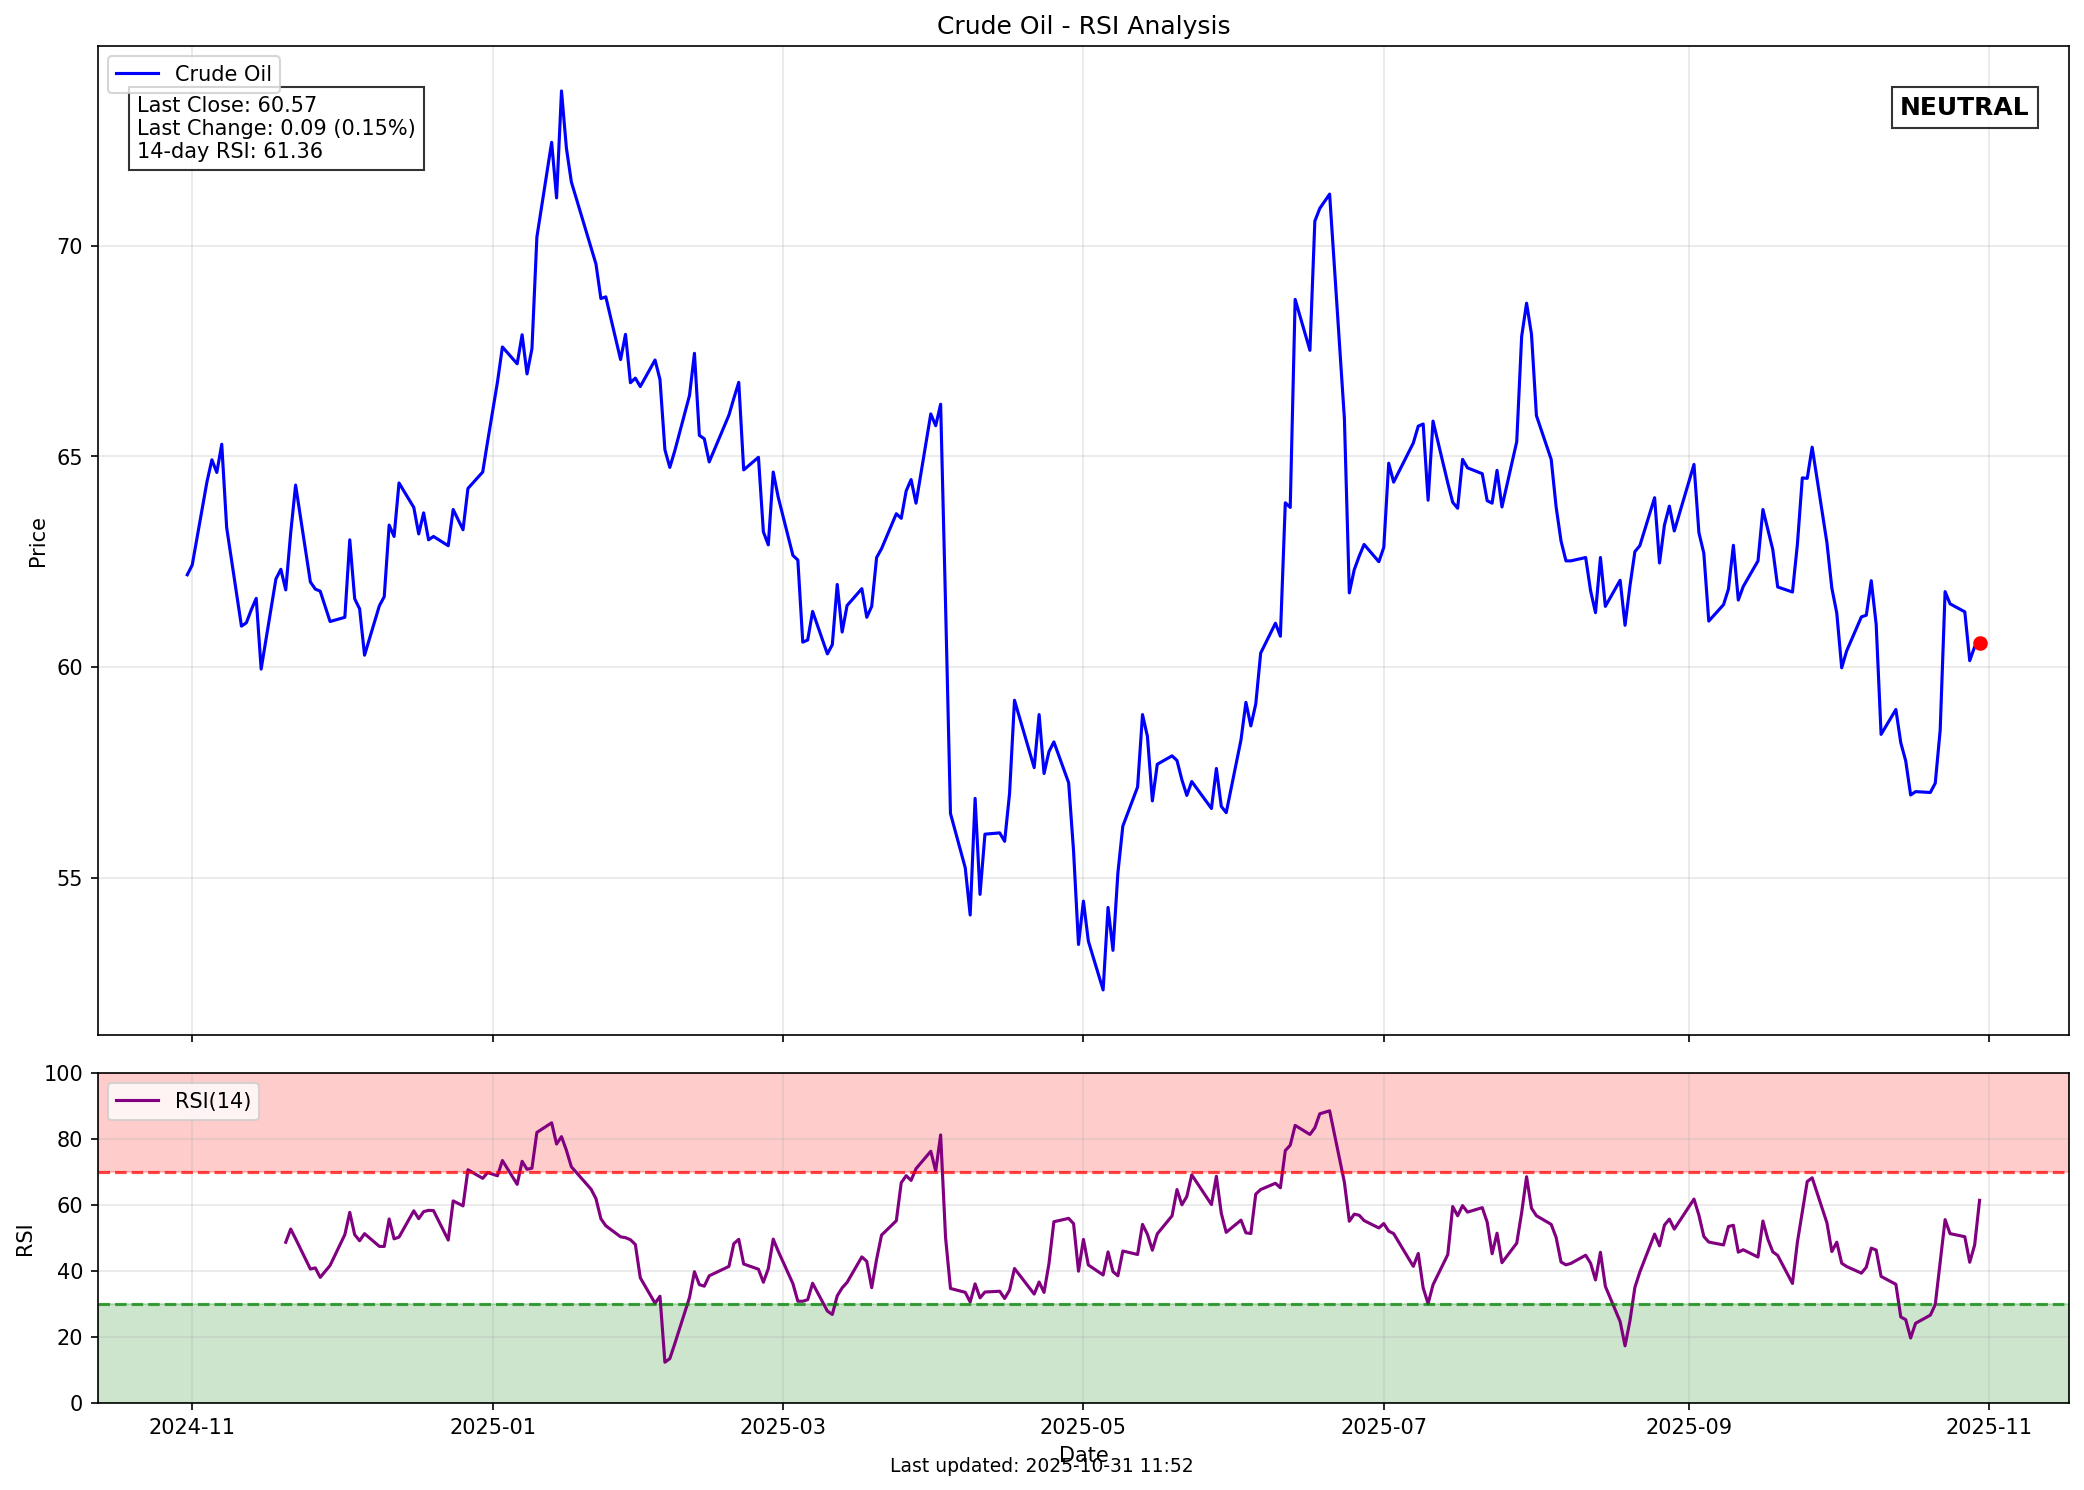 Crude Oil - RSI Analysis
Crude Oil
Last Close: 60.57
Last Change: 0.09 (0.15%)
14-day RSI: 61.36
NEUTRAL
Price
70
65
60
55
RSI(14)
RSI
100
80
60
40
20
0
2024-11 2025-01 2025-03 2025-05 2025-07 2025-09 2025-11
Date
Last updated: 2025-10-31 11:52